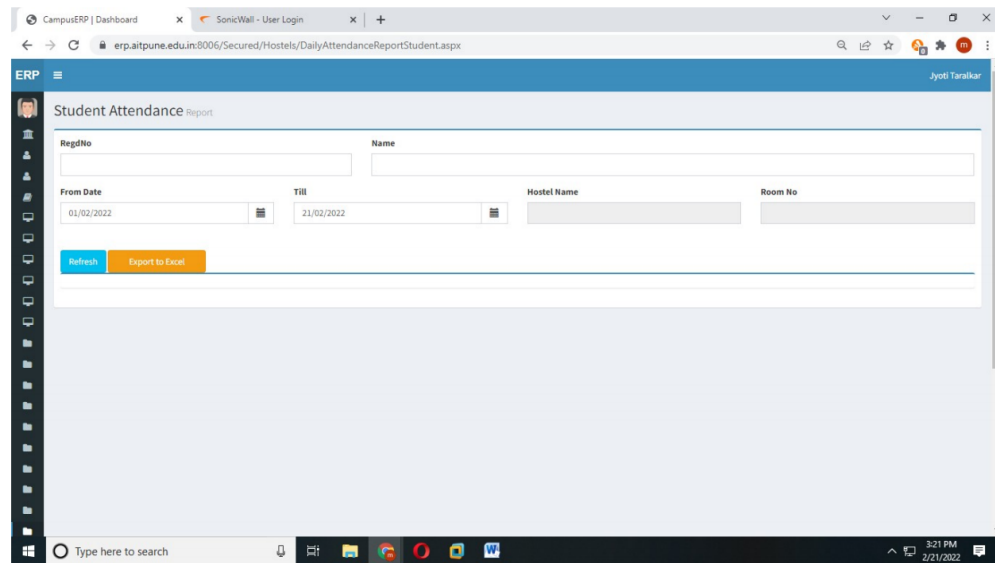 CampusERP | Dashboard
SonicWall - User Login
erp.aitpune.edu.in:8006/Secured/Hostels/DailyAttendanceReportStudent.aspx
m
ERP
Jyoti Taralkar
Student Attendance Report
RegdNo Name
From Date Till Hostel Name Room No
01/02/2022 21/02/2022
Refresh Export to Excel
Type here to search
W
3:21 PM
2/21/2022